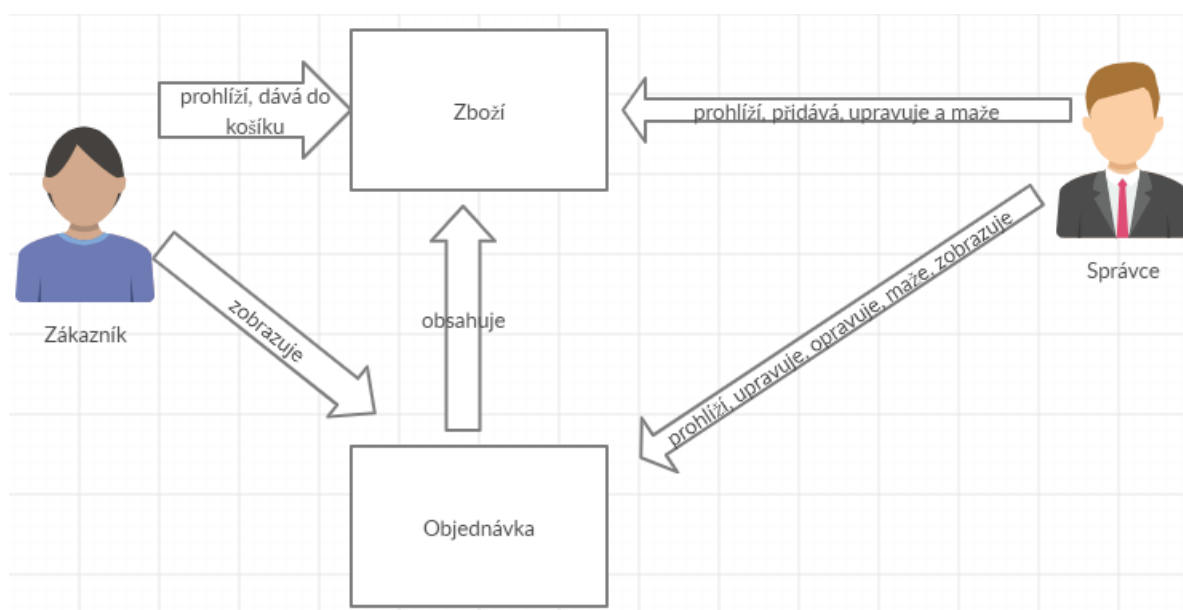 prohlíží, dává do
košíku
Zboží
prohlíží, přidává, upravuje a maže
Zákazník
zobrazuje
obsahuje
prohlíží, upravuje, opravuje, maže, zobrazuje
Správce
Objednávka